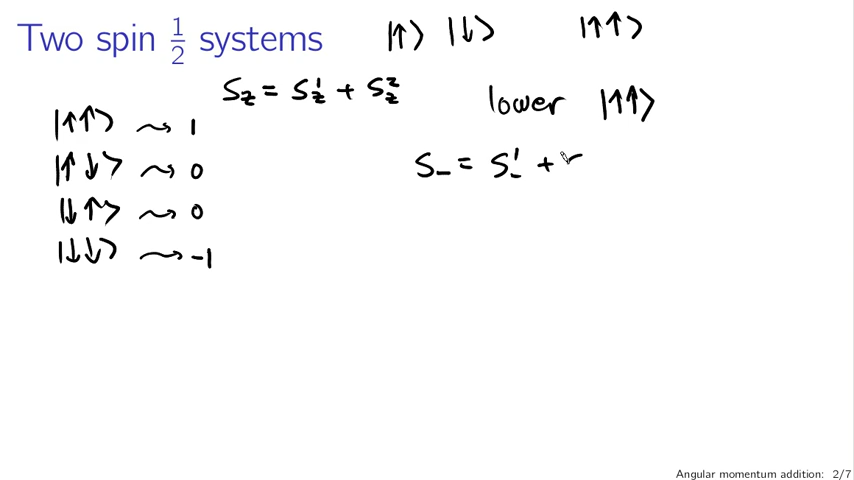 Two spin 1/2 systems
|↑⟩ |↓⟩ |↑↑⟩
S_z = S_z^1 + S_z^2
lower |↑↑⟩
|↑↑⟩ ⇝ 1
|↑↓⟩ ⇝ 0
|↓↑⟩ ⇝ 0
|↓↓⟩ ⇝ -1
S_- = S_-^1 +
Angular momentum addition: 2/7